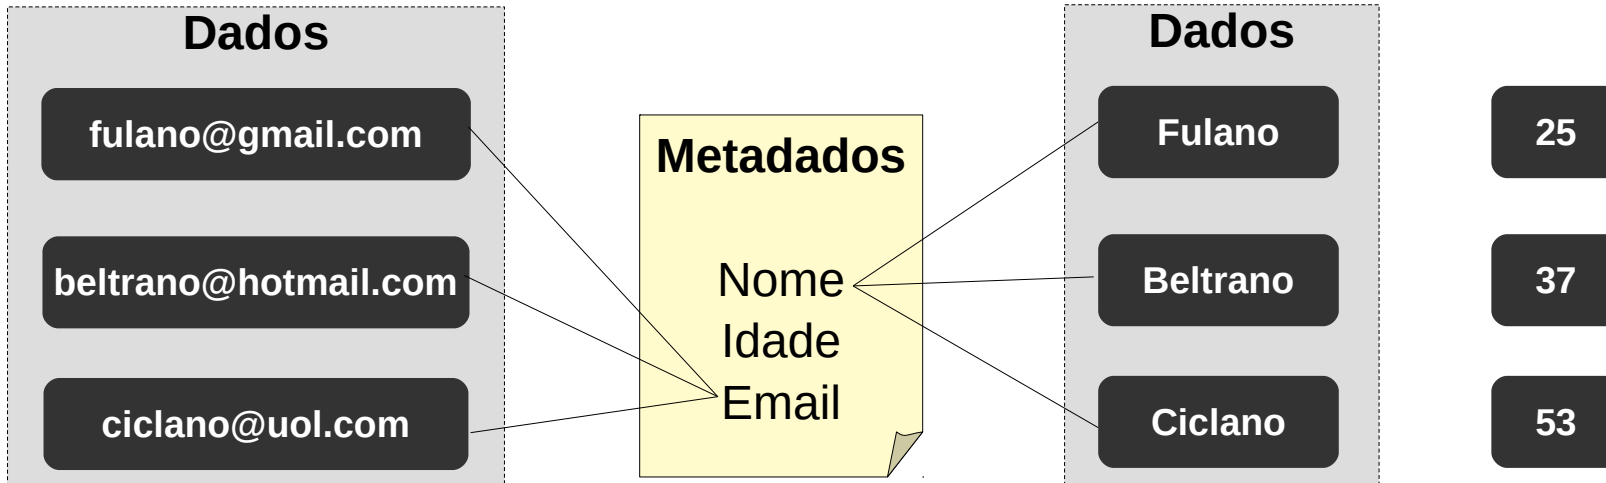 Dados
fulano@gmail.com
beltrano@hotmail.com
ciclano@uol.com
Metadados
Nome
Idade
Email
Dados
Fulano
Beltrano
Ciclano
25
37
53